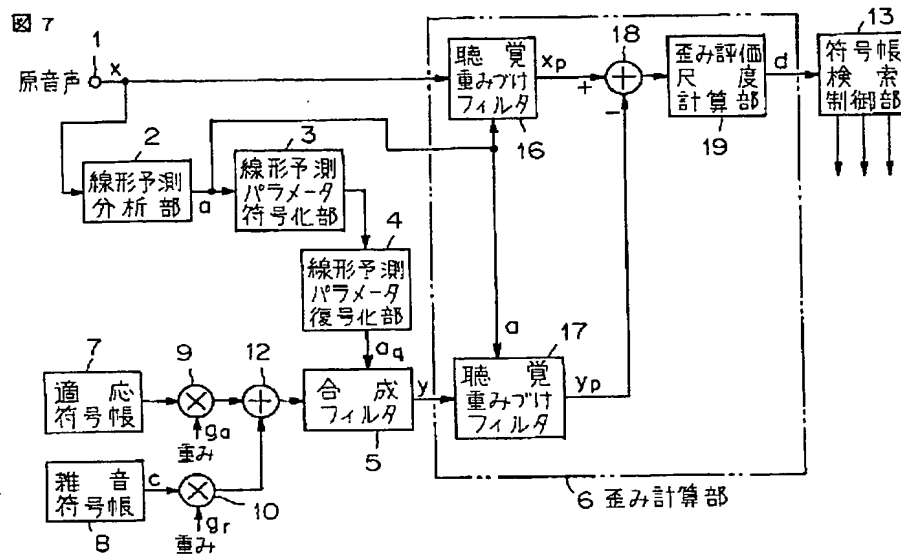 図 7
1
原音声
x
2
線形予測
分析部
a
3
線形予測
パラメータ
符号化部
4
線形予測
パラメータ
復号化部
aq
7
適応
符号帳
9
ga
重み
12
合成
フィルタ
5
y
8
雑音
符号帳
c
10
gr
重み
聴覚
重みづけ
フィルタ
16
xp
+
18
-
歪み評価
尺度
計算部
19
d
13
符号帳
検索
制御部
a
17
聴覚
重みづけ
フィルタ
yp
6 歪み計算部